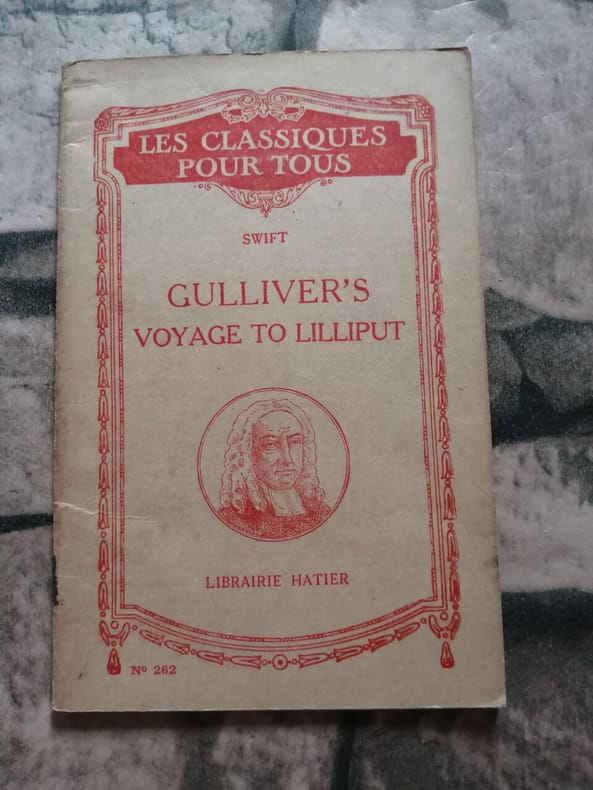 LES CLASSIQUES
POUR TOUS
SWIFT
GULLIVER'S
VOYAGE TO LILLIPUT
LIBRAIRIE HATIER
Nº 262